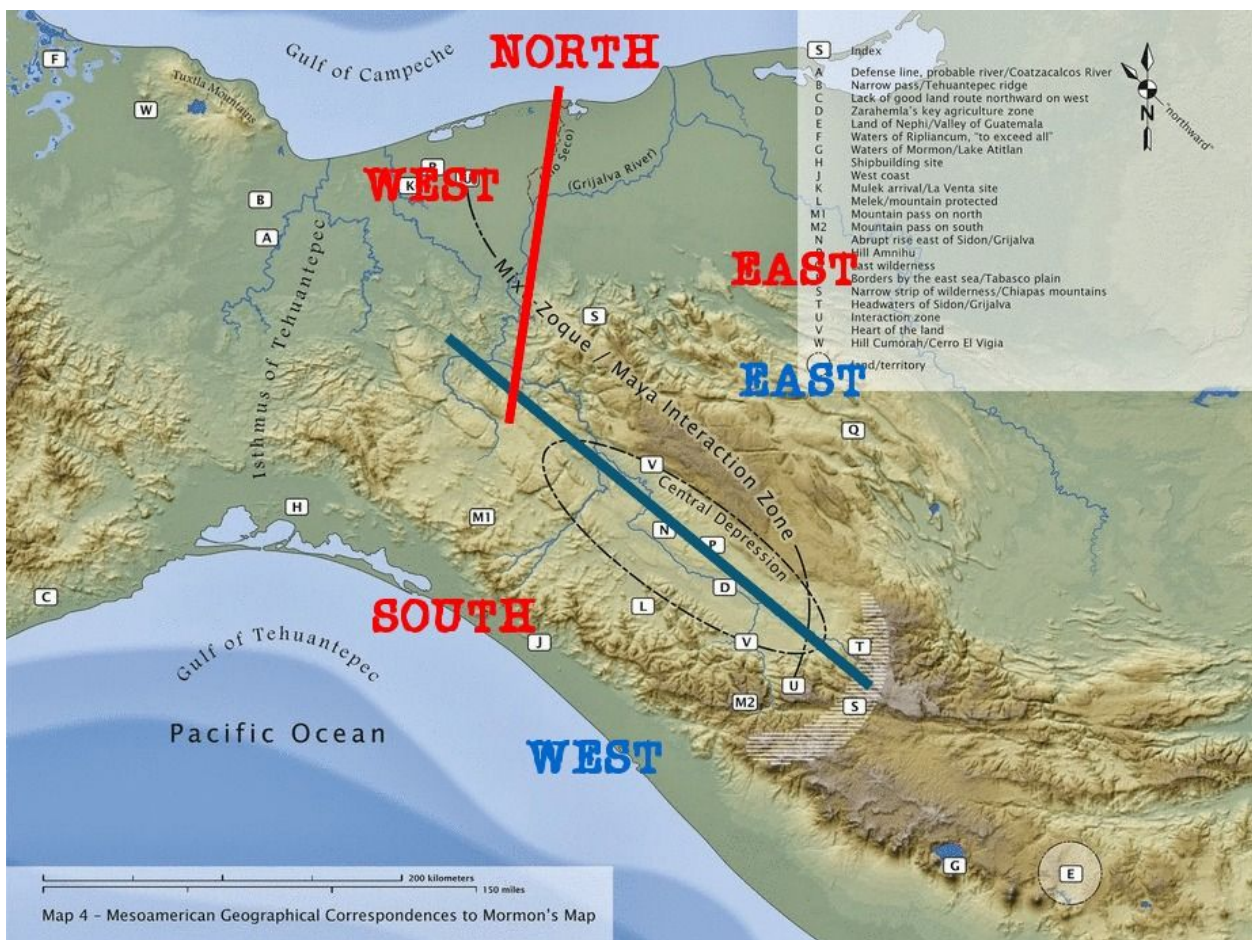 NORTH
Gulf of Campeche
F
Tuxtla Mountains
W
WEST
K
(Grijalva River)
B
A
Isthmus of Tehuantepec
EAST
EAST
S
Mixe-Zoque / Maya Interaction Zone
Q
V
Central Depression
N
P
M1
H
D
C
L
SOUTH
J
V
T
Gulf of Tehuantepec
U
M2
S
Pacific Ocean
WEST
G
E
200 kilometers
150 miles
Map 4 – Mesoamerican Geographical Correspondences to Mormon's Map
S Index
A Defense line, probable river/Coatzacalcos River
B Narrow pass/Tehuantepec ridge
C Lack of good land route northward on west
D Zarahemla's key agriculture zone
E Land of Nephi/Valley of Guatemala
F Waters of Ripliancum, "to exceed all"
G Waters of Mormon/Lake Atitlan
H Shipbuilding site
J West coast
K Mulek arrival/La Venta site
L Melek/mountain protected
M1 Mountain pass on north
M2 Mountain pass on south
N Abrupt rise east of Sidon/Grijalva
Hill Amnihu
wilderness
Borders by the east sea/Tabasco plain
S Narrow strip of wilderness/Chiapas mountains
T Headwaters of Sidon/Grijalva
U Interaction zone
V Heart of the land
W Hill Cumorah/Cerro El Vigia
/territory
N
"northward"